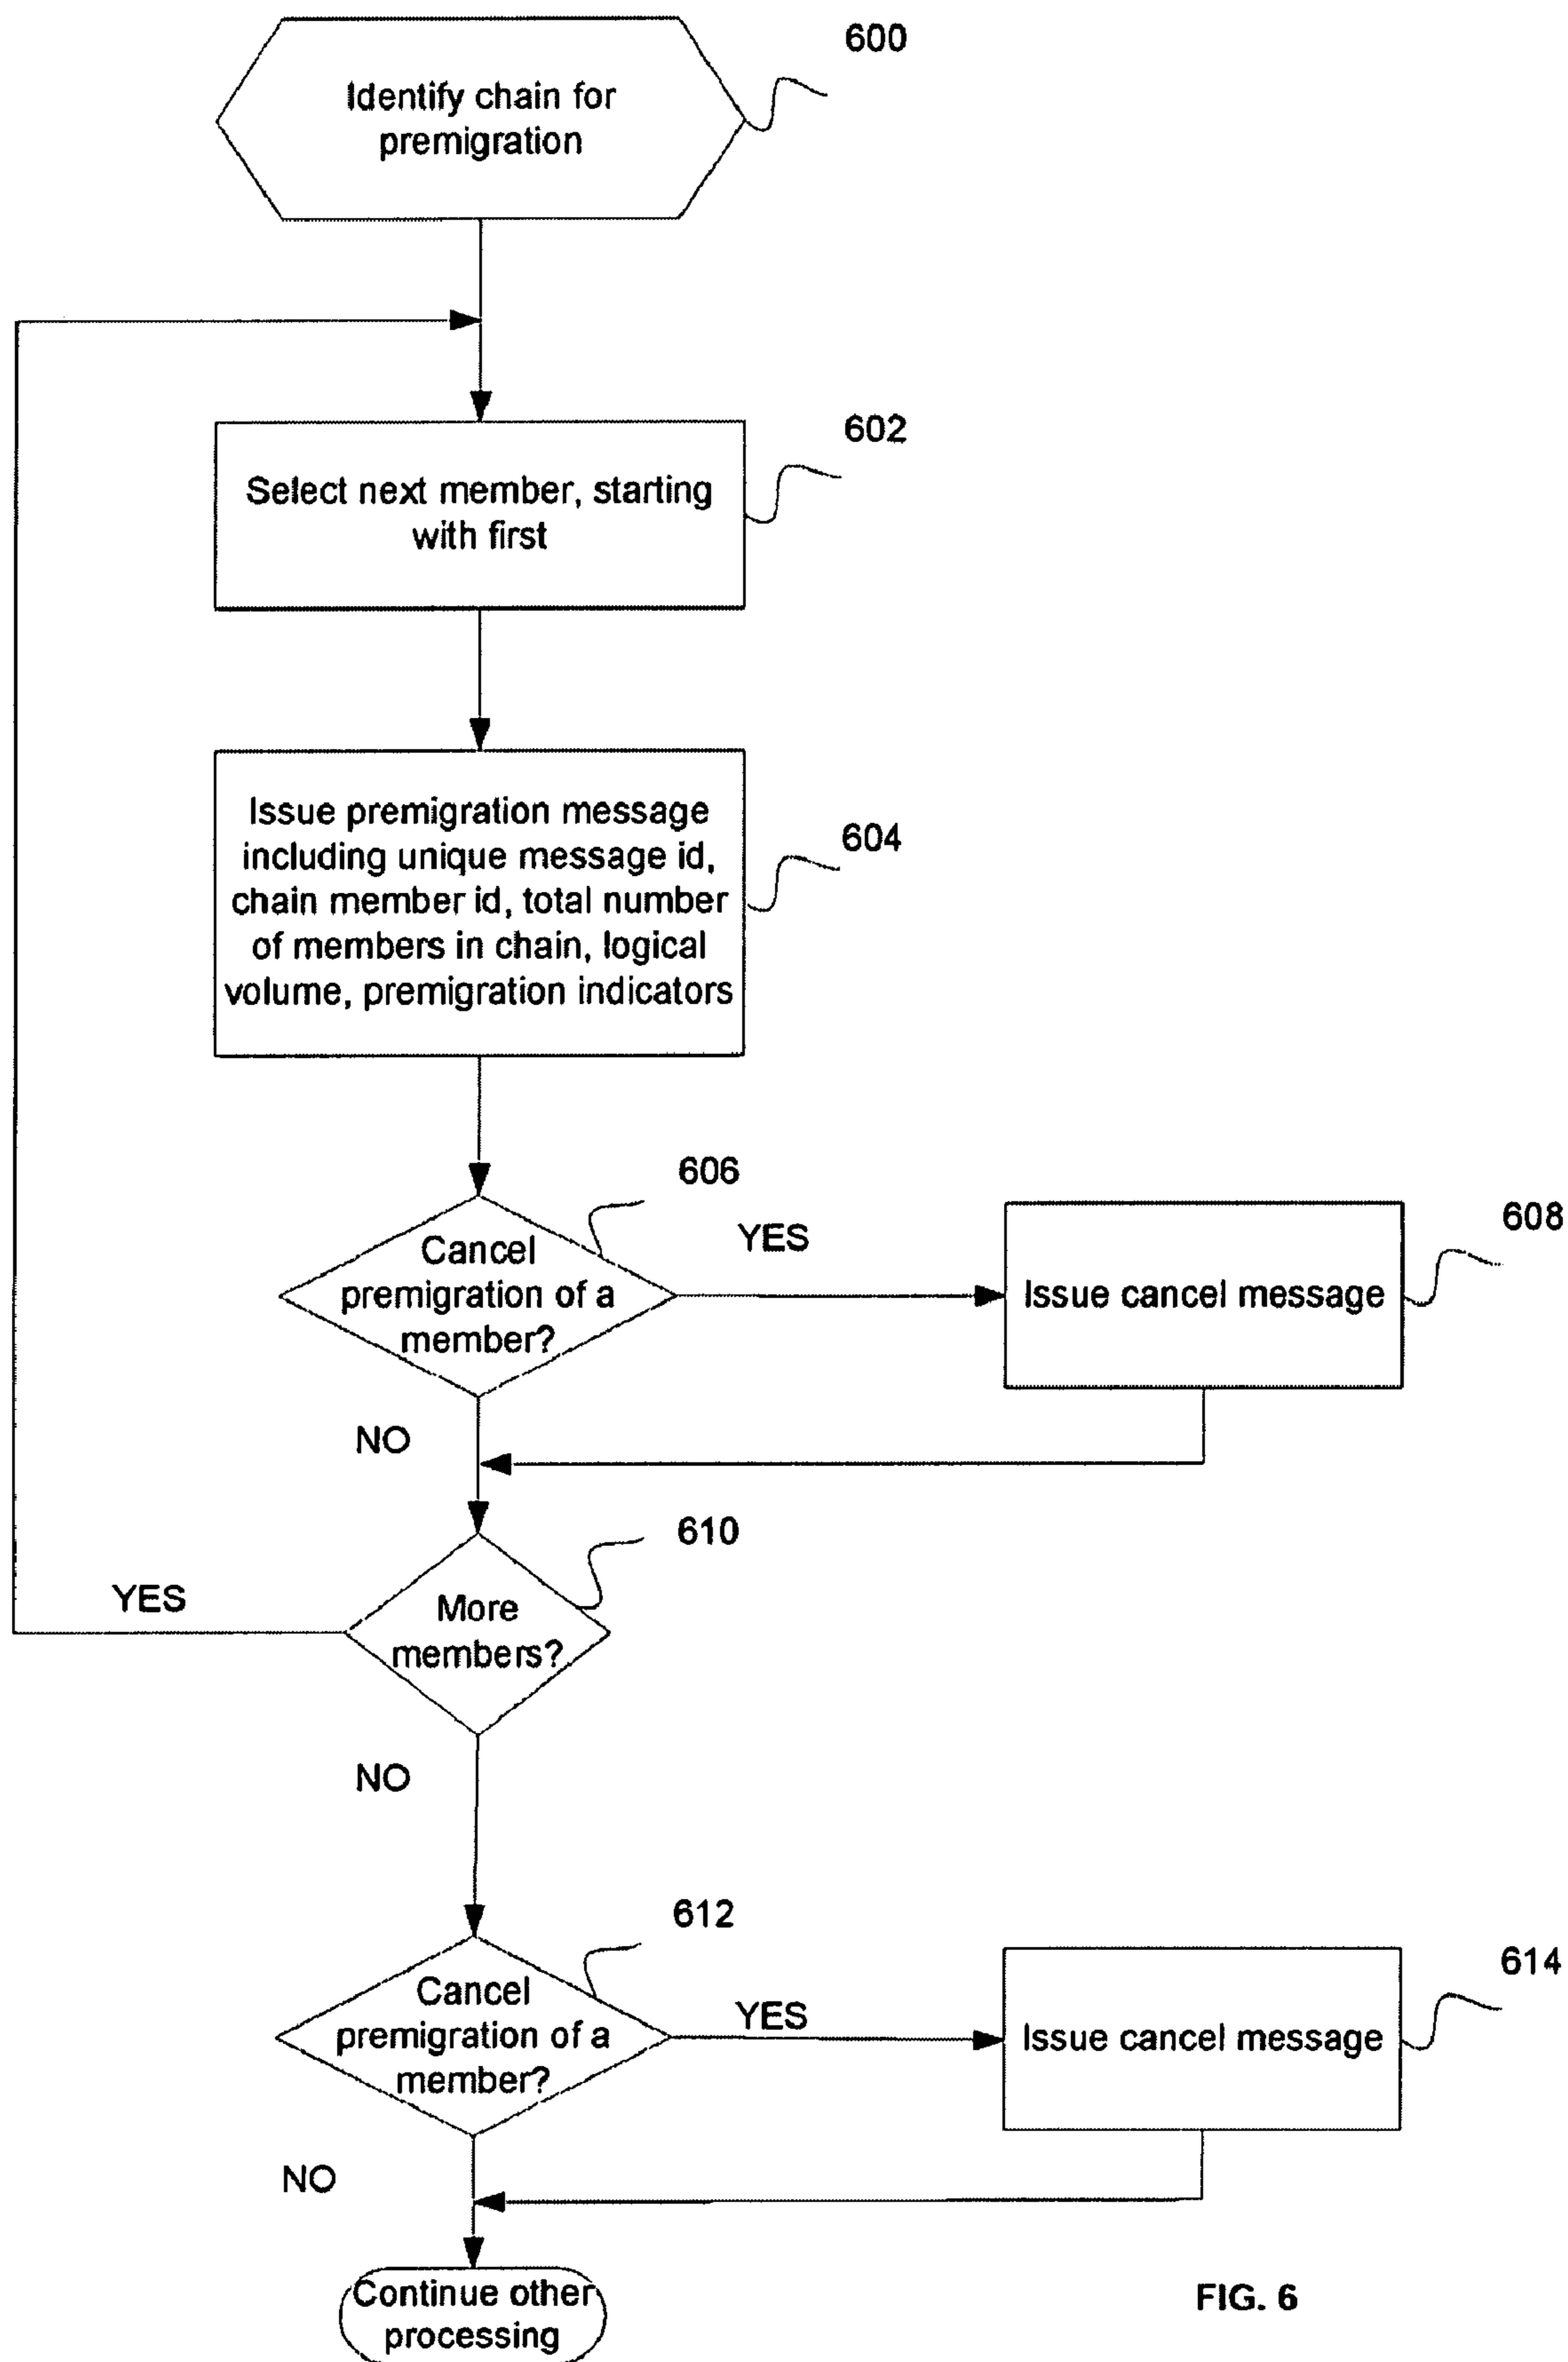 600
Identify chain for
premigration
602
Select next member, starting
with first
604
Issue premigration message
including unique message id,
chain member id, total number
of members in chain, logical
volume, premigration indicators
606
Cancel
premigration of a
member?
YES
608
Issue cancel message
NO
610
More
members?
YES
NO
612
Cancel
premigration of a
member?
YES
614
Issue cancel message
NO
Continue other
processing
FIG. 6